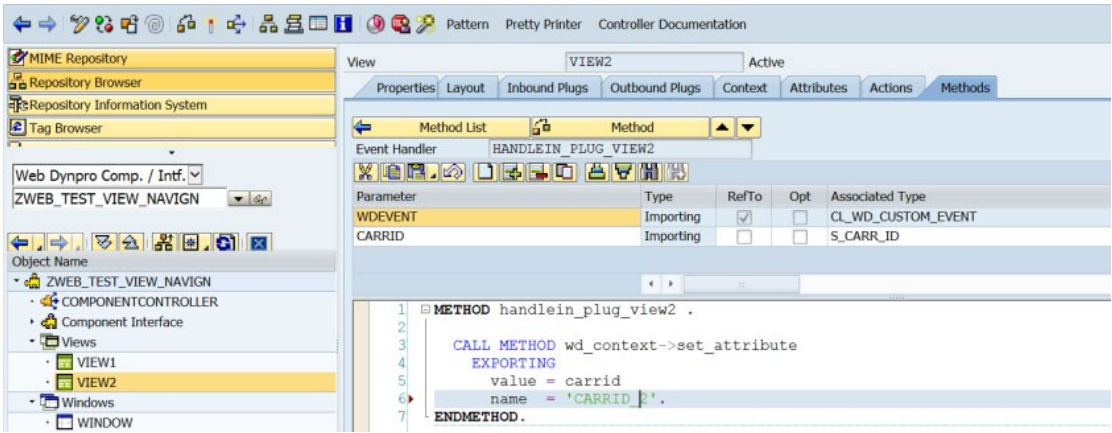 Pattern Pretty Printer Controller Documentation
MIME Repository
Repository Browser
Repository Information System
Tag Browser
Web Dynpro Comp. / Intf.
ZWEB_TEST_VIEW_NAVIGN
Object Name
ZWEB_TEST_VIEW_NAVIGN
COMPONENTCONTROLLER
Component Interface
Views
VIEW1
VIEW2
Windows
WINDOW
View VIEW2 Active
Properties Layout Inbound Plugs Outbound Plugs Context Attributes Actions Methods
Method List Method
Event Handler HANDLEIN_PLUG_VIEW2
Parameter Type RefTo Opt Associated Type
WDEVENT Importing CL_WD_CUSTOM_EVENT
CARRID Importing S_CARR_ID
1 METHOD handlein_plug_view2 .
2
3 CALL METHOD wd_context->set_attribute
4 EXPORTING
5 value = carrid
6 name = 'CARRID_2'.
7 ENDMETHOD.